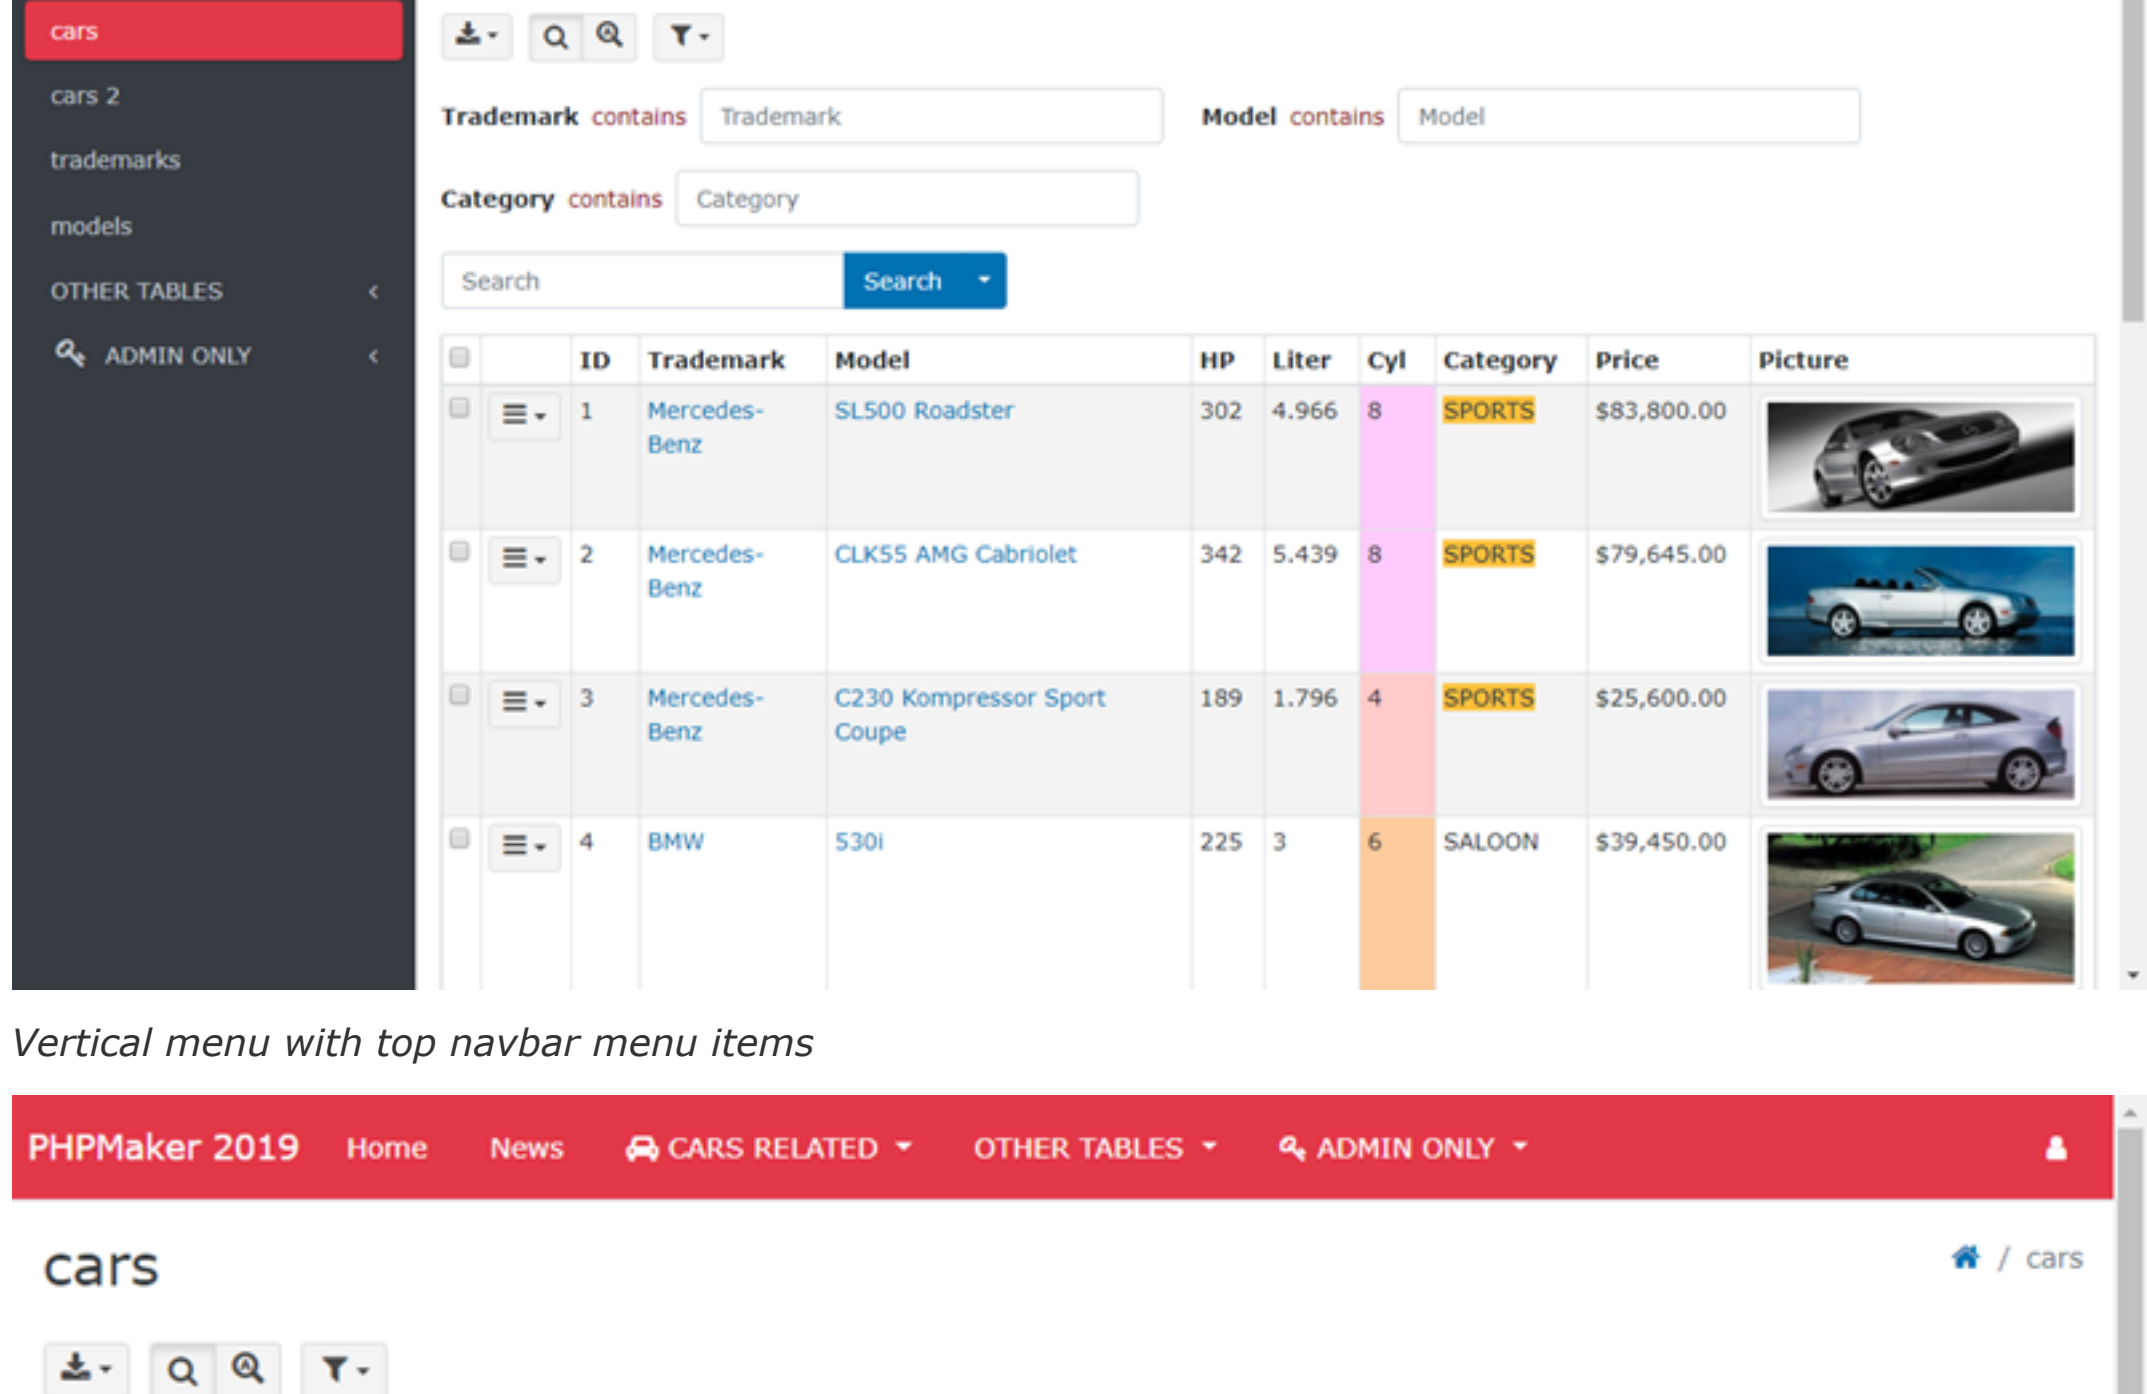 cars
cars 2
trademarks
models
OTHER TABLES
ADMIN ONLY
Trademark contains Trademark Model contains Model
Category contains Category
Search Search
ID Trademark Model HP Liter Cyl Category Price Picture
1 Mercedes-Benz SL500 Roadster 302 4.966 8 SPORTS $83,800.00
2 Mercedes-Benz CLK55 AMG Cabriolet 342 5.439 8 SPORTS $79,645.00
3 Mercedes-Benz C230 Kompressor Sport Coupe 189 1.796 4 SPORTS $25,600.00
4 BMW 530i 225 3 6 SALOON $39,450.00
Vertical menu with top navbar menu items
PHPMaker 2019 Home News CARS RELATED OTHER TABLES ADMIN ONLY
cars / cars